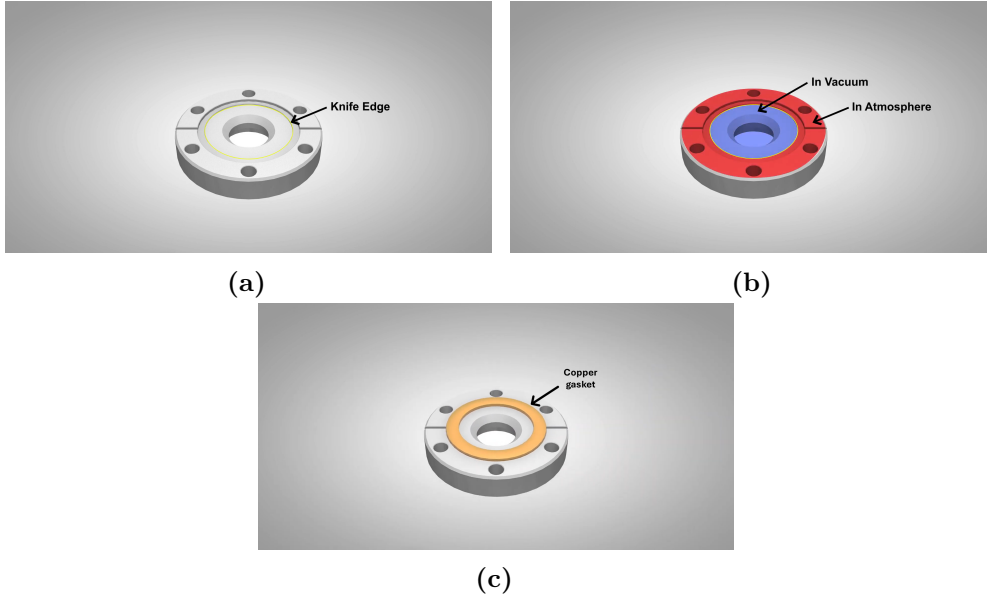 Knife Edge
(a)
In Vacuum
In Atmosphere
(b)
Copper
gasket
(c)